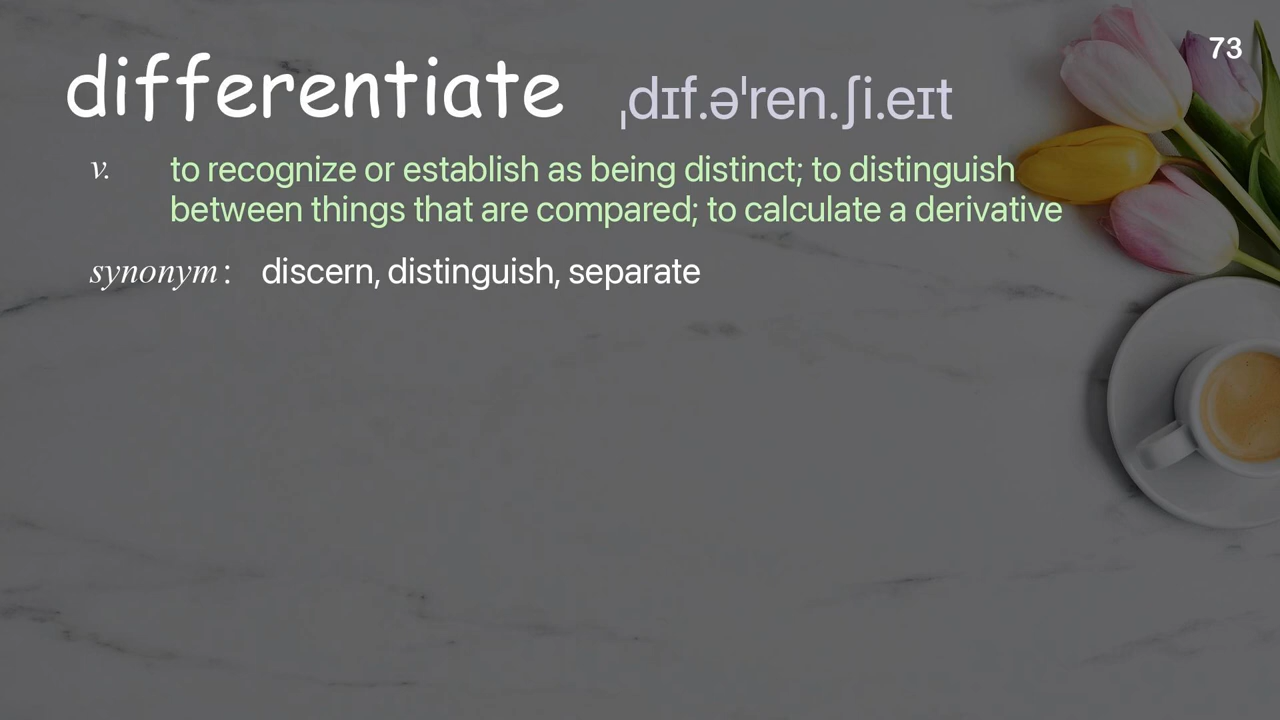 73
differentiate ˌdɪf.əˈren.ʃi.eɪt
v. to recognize or establish as being distinct; to distinguish
between things that are compared; to calculate a derivative
synonym : discern, distinguish, separate